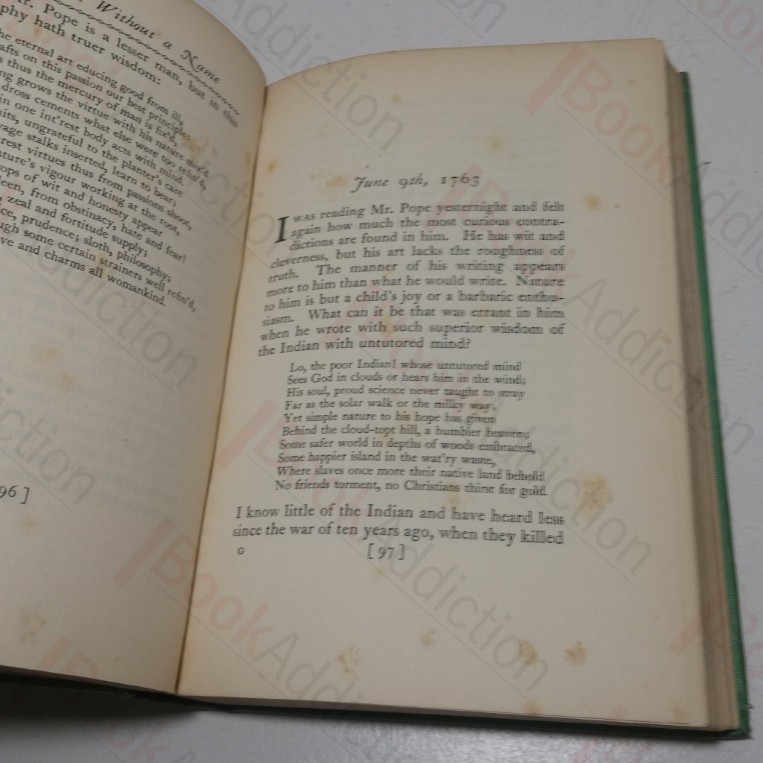 Without a Name
r. Pope is a lesser man, but in this
phy hath truer wisdom:
he eternal art educing good from ill,
afts on this passion our best principle;
s thus the mercury of man is fix'd,
ng grows the virtue with his nature mix'd;
dross cements what else were too refin'd,
in one int'rest body acts with mind.
uits, ungrateful to the planter's care
age stalks inserted, learn to bear;
rest virtues thus from passions shoot,
ature's vigour working at the root,
rops of wit and honesty appear
leen, from obstinacy, hate and fear!
zeal and fortitude supply;
ce, prudence; sloth, philosophy;
gh some certain strainers well refin'd,
ve and charms all womankind.
96]
June 9th, 1763
I was reading Mr. Pope yesternight and felt
again how much the most curious contra-
dictions are found in him. He has wit and
cleverness, but his art lacks the roughness of
truth. The manner of his writing appears
more to him than what he would write. Nature
to him is but a child's joy or a barbaric enthu-
siasm. What can it be that was errant in him
when he wrote with such superior wisdom of
the Indian with untutored mind?
Lo, the poor Indian! whose untutored mind
Sees God in clouds or hears him in the wind;
His soul, proud science never taught to stray
Far as the solar walk or the milky way;
Yet simple nature to his hope has given
Behind the cloud-topt hill, a humbler heaven;
Some safer world in depths of woods embraced,
Some happier island in the wat'ry waste,
Where slaves once more their native land behold
No friends torment, no Christians thirst for gold.
I know little of the Indian and have heard less
since the war of ten years ago, when they killed
G
[97]
BookAddiction